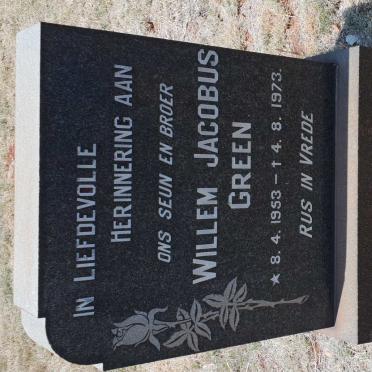 IN LIEFDEVOLLE
HERINNERING AAN
ONS SEUN EN BROER
WILLEM JACOBUS
GREEN
★ 8. 4. 1953 – † 4. 8. 1973.
RUS IN VREDE